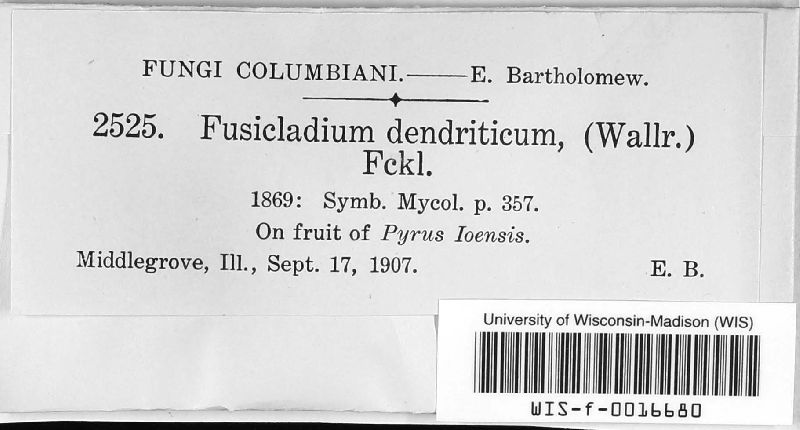 FUNGI COLUMBIANI.——E. Bartholomew.
2525. Fusicladium dendriticum, (Wallr.)
Fckl.
1869: Symb. Mycol. p. 357.
On fruit of Pyrus Ioensis.
Middlegrove, Ill., Sept. 17, 1907. E. B.
University of Wisconsin-Madison (WIS)
WIS-f-0016680